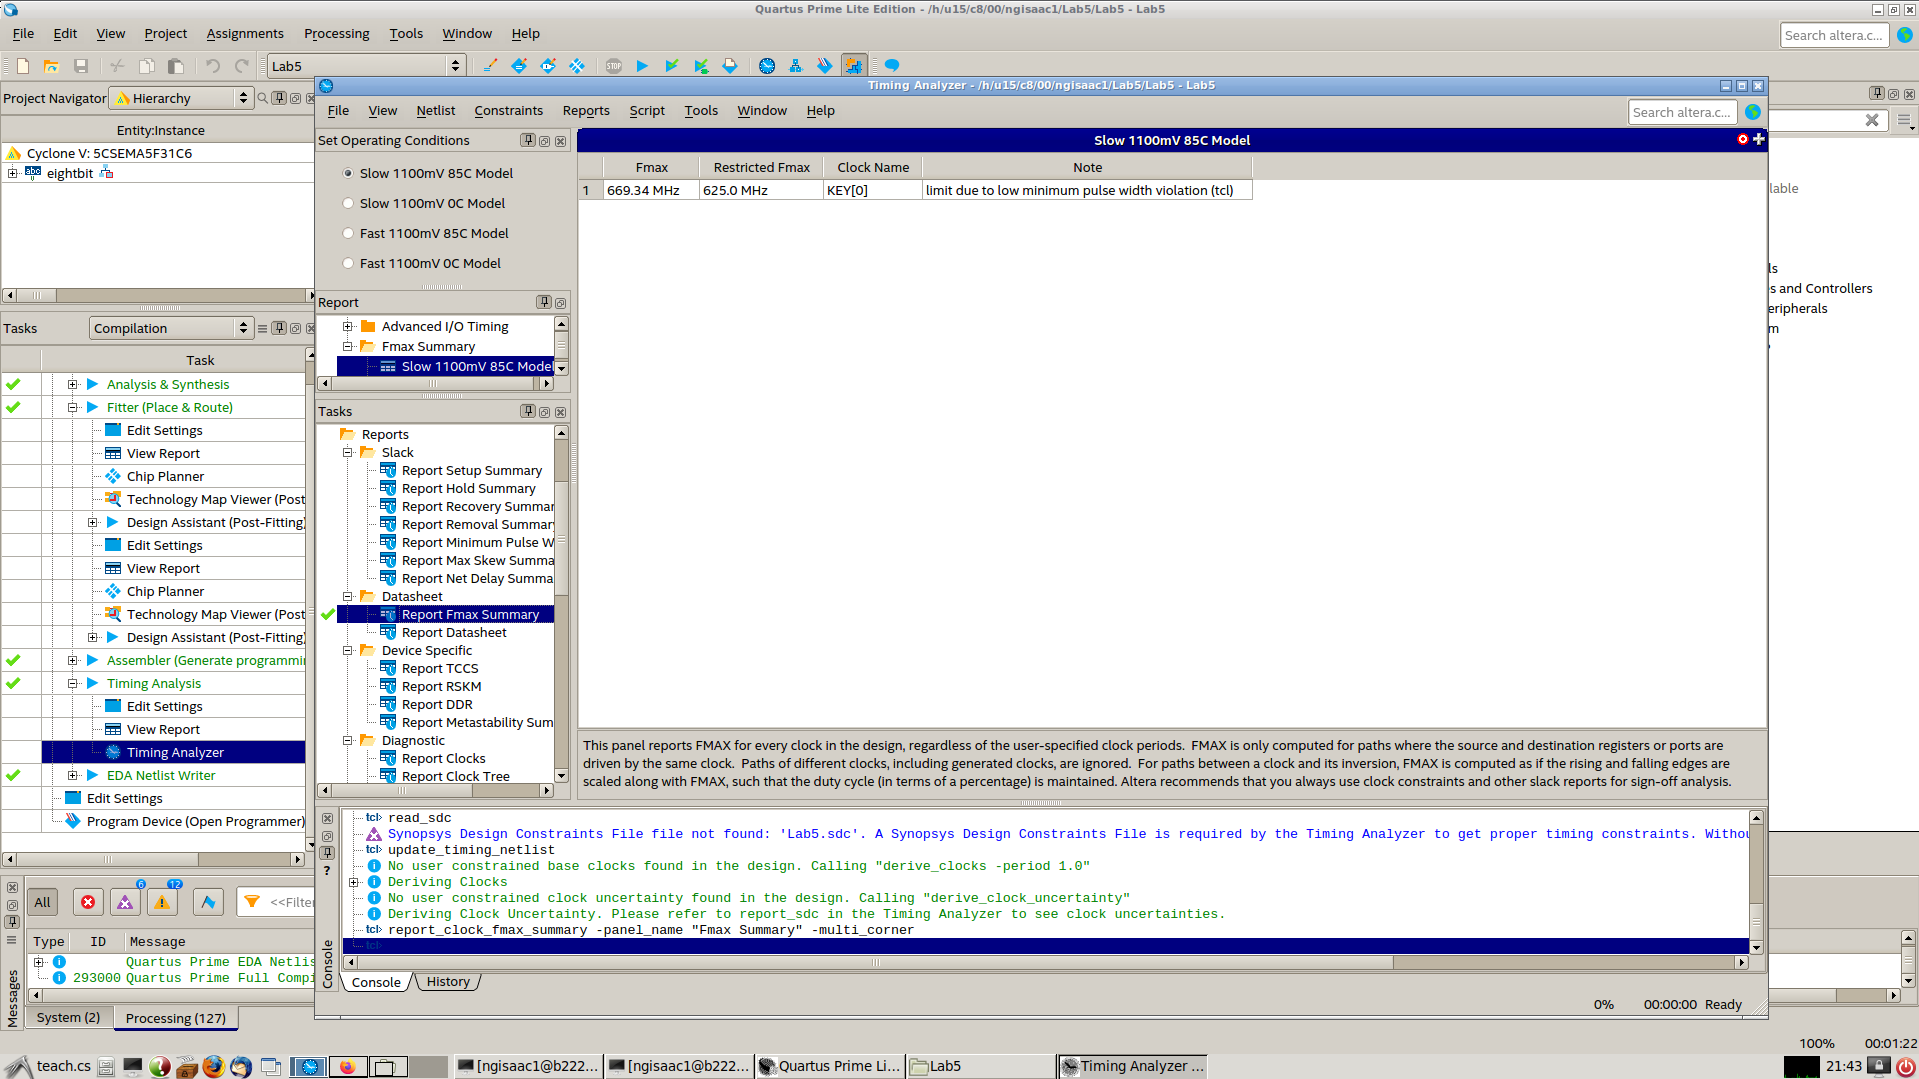 Quartus Prime Lite Edition - /h/u15/c8/00/ngisaac1/Lab5/Lab5 - Lab5
File Edit View Project Assignments Processing Tools Window Help
Search altera.c...
Lab5
Project Navigator Hierarchy
Entity:Instance
Cyclone V: 5CSEMA5F31C6
eightbit
Tasks Compilation
Task
Analysis & Synthesis
Fitter (Place & Route)
Edit Settings
View Report
Chip Planner
Technology Map Viewer (Post
Design Assistant (Post-Fitting)
Edit Settings
View Report
Chip Planner
Technology Map Viewer (Post
Design Assistant (Post-Fitting)
Assembler (Generate programmi
Timing Analysis
Edit Settings
View Report
Timing Analyzer
EDA Netlist Writer
Edit Settings
Program Device (Open Programmer)
Timing Analyzer - /h/u15/c8/00/ngisaac1/Lab5/Lab5 - Lab5
File View Netlist Constraints Reports Script Tools Window Help
Search altera.c...
Set Operating Conditions
Slow 1100mV 85C Model
Slow 1100mV 0C Model
Fast 1100mV 85C Model
Fast 1100mV 0C Model
Report
Advanced I/O Timing
Fmax Summary
Slow 1100mV 85C Model
Tasks
Reports
Slack
Report Setup Summary
Report Hold Summary
Report Recovery Summar
Report Removal Summary
Report Minimum Pulse W
Report Max Skew Summa
Report Net Delay Summa
Datasheet
Report Fmax Summary
Report Datasheet
Device Specific
Report TCCS
Report RSKM
Report DDR
Report Metastability Sum
Diagnostic
Report Clocks
Report Clock Tree
Slow 1100mV 85C Model
Fmax Restricted Fmax Clock Name Note
1 669.34 MHz 625.0 MHz KEY[0] limit due to low minimum pulse width violation (tcl)
This panel reports FMAX for every clock in the design, regardless of the user-specified clock periods. FMAX is only computed for paths where the source and destination registers or ports are
driven by the same clock. Paths of different clocks, including generated clocks, are ignored. For paths between a clock and its inversion, FMAX is computed as if the rising and falling edges are
scaled along with FMAX, such that the duty cycle (in terms of a percentage) is maintained. Altera recommends that you always use clock constraints and other slack reports for sign-off analysis.
tcl> read_sdc
Synopsys Design Constraints File file not found: 'Lab5.sdc'. A Synopsys Design Constraints File is required by the Timing Analyzer to get proper timing constraints. Withou
tcl> update_timing_netlist
No user constrained base clocks found in the design. Calling "derive_clocks -period 1.0"
Deriving Clocks
No user constrained clock uncertainty found in the design. Calling "derive_clock_uncertainty"
Deriving Clock Uncertainty. Please refer to report_sdc in the Timing Analyzer to see clock uncertainties.
tcl> report_clock_fmax_summary -panel_name "Fmax Summary" -multi_corner
tcl>
Console
Console History
0% 00:00:00 Ready
lable
ls
s and Controllers
eripherals
m
All 6 12 <<Filter
Type ID Message
Quartus Prime EDA Netlis
293000 Quartus Prime Full Compi
Messages
System (2) Processing (127)
100% 00:01:22
teach.cs [ngisaac1@b222... [ngisaac1@b222... Quartus Prime Li... Lab5 Timing Analyzer ... 21:43